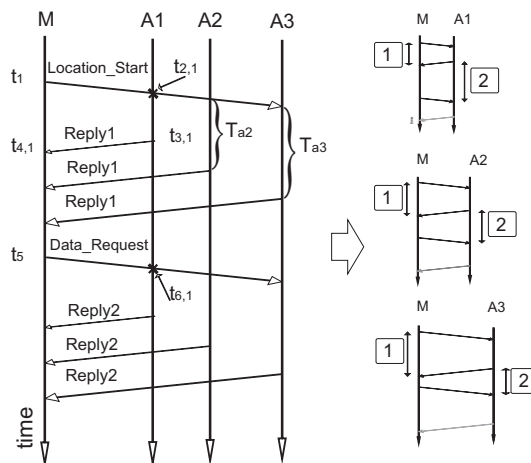 M A1 A2 A3
t1 Location_Start t2,1
Ta2 Ta3
t4,1 Reply1 t3,1
Reply1
Reply1
t5 Data_Request
t6,1
Reply2
Reply2
Reply2
time
M A1
1
2
M A2
1
2
M A3
1
2